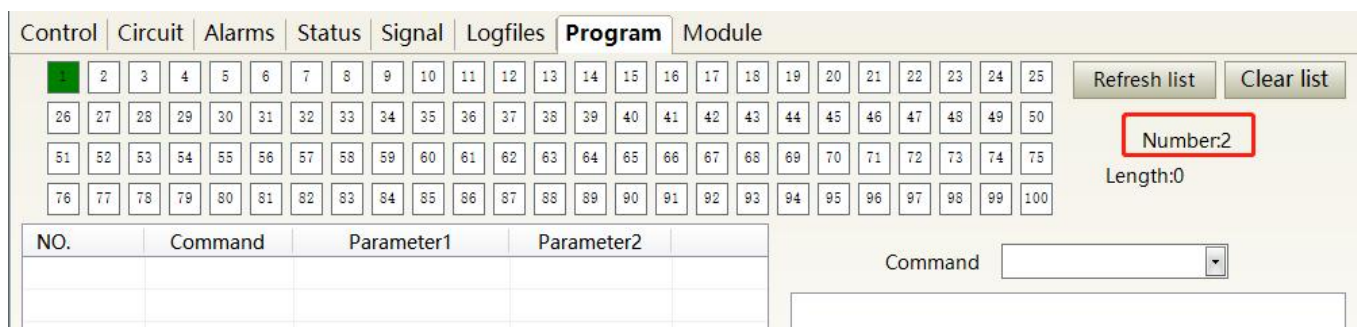 Control Circuit Alarms Status Signal Logfiles Program Module
1 2 3 4 5 6 7 8 9 10 11 12 13 14 15 16 17 18 19 20 21 22 23 24 25 Refresh list Clear list
26 27 28 29 30 31 32 33 34 35 36 37 38 39 40 41 42 43 44 45 46 47 48 49 50
Number:2
51 52 53 54 55 56 57 58 59 60 61 62 63 64 65 66 67 68 69 70 71 72 73 74 75
Length:0
76 77 78 79 80 81 82 83 84 85 86 87 88 89 90 91 92 93 94 95 96 97 98 99 100
NO. Command Parameter1 Parameter2
Command